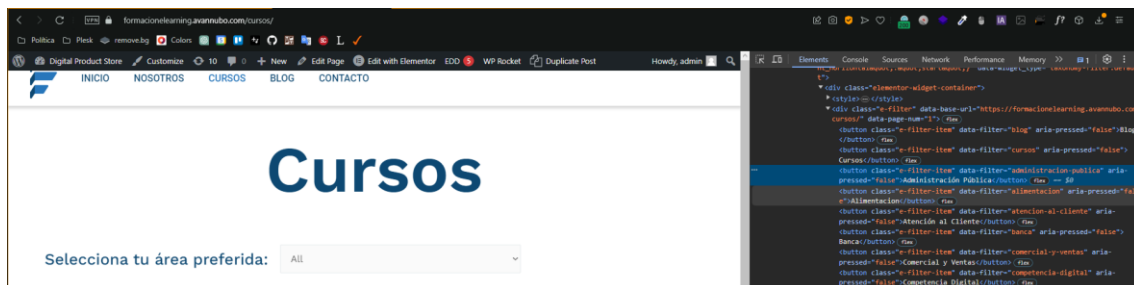 VPN formacionelearning.avannubo.com/cursos/
Política Plesk remove.bg Colors
Digital Product Store Customize 10 0 New Edit Page Edit with Elementor EDD 5 WP Rocket Duplicate Post Howdy, admin
INICIO NOSOTROS CURSOS BLOG CONTACTO
Cursos
Selecciona tu área preferida: All
Elements Console Sources Network Performance Memory 1
t">
<div class="elementor-widget-container">
<style></style>
<div class="e-filter" data-base-url="https://formacionelearning.avannubo.co
cursos/" data-page-num="1"> flex
<button class="e-filter-item" data-filter="blog" aria-pressed="false">Blog
</button> flex
<button class="e-filter-item" data-filter="cursos" aria-pressed="false">
Cursos</button> flex
<button class="e-filter-item" data-filter="administracion-publica" aria-
pressed="false">Administración Pública</button> flex == $0
<button class="e-filter-item" data-filter="alimentacion" aria-pressed="fal
e">Alimentacion</button> flex
<button class="e-filter-item" data-filter="atencion-al-cliente" aria-
pressed="false">Atención al Cliente</button> flex
<button class="e-filter-item" data-filter="banca" aria-pressed="false">
Banca</button> flex
<button class="e-filter-item" data-filter="comercial-y-ventas" aria-
pressed="false">Comercial y Ventas</button> flex
<button class="e-filter-item" data-filter="competencia-digital" aria-
pressed="false">Competencia Digital</button> flex